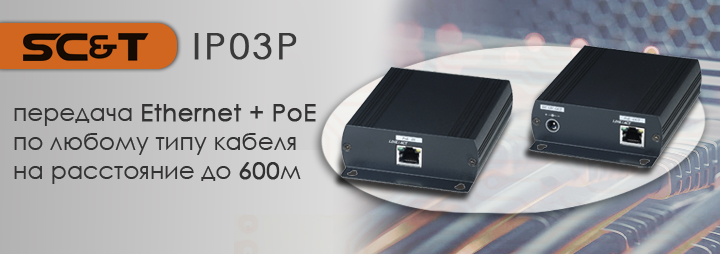 SC&T IP03P
передача Ethernet + PoE
по любому типу кабеля
на расстояние до 600м